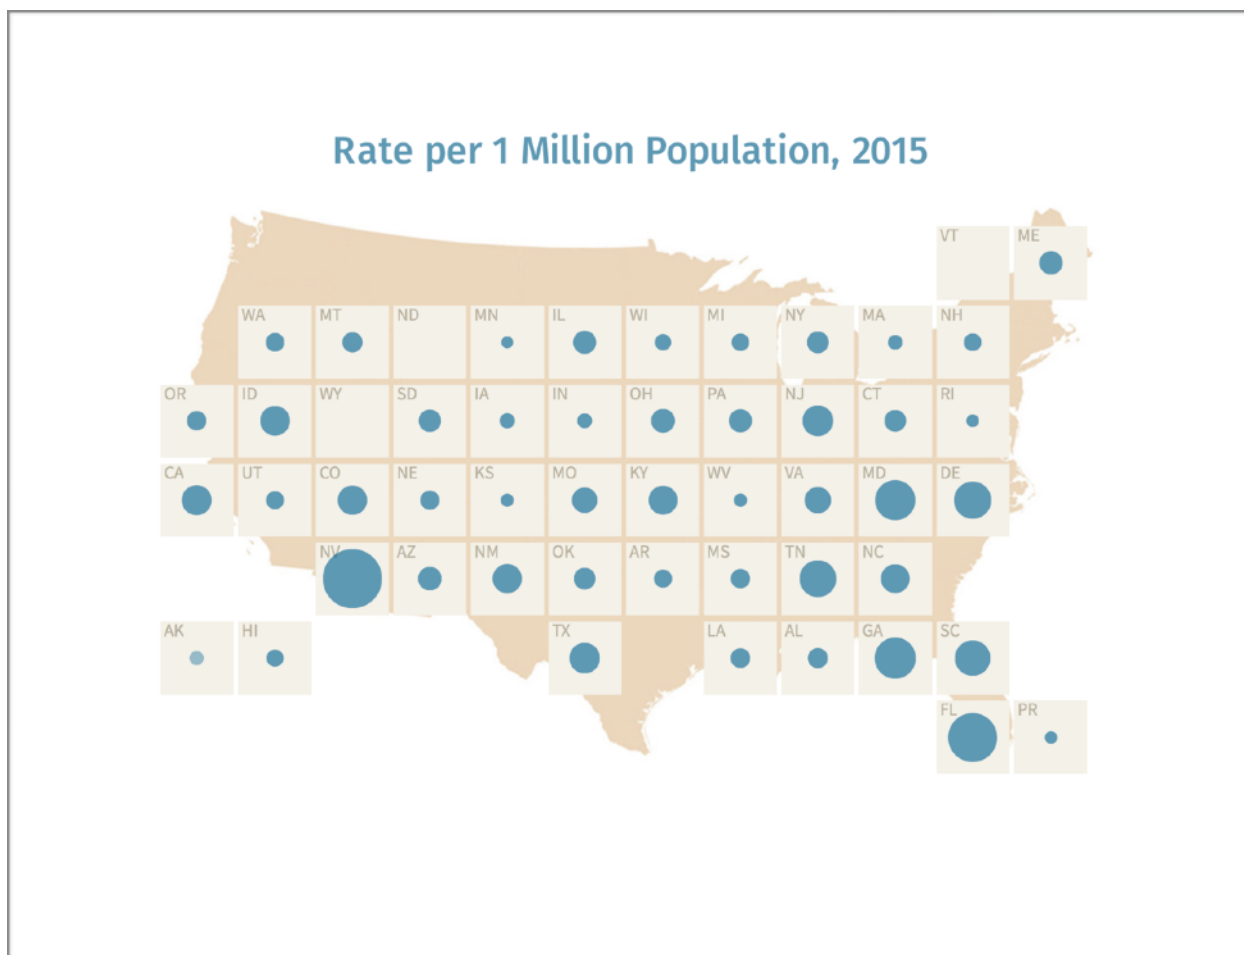 Rate per 1 Million Population, 2015
VT ME
WA MT ND MN IL WI MI NY MA NH
OR ID WY SD IA IN OH PA NJ CT RI
CA UT CO NE KS MO KY WV VA MD DE
NV AZ NM OK AR MS TN NC
AK HI TX LA AL GA SC
FL PR